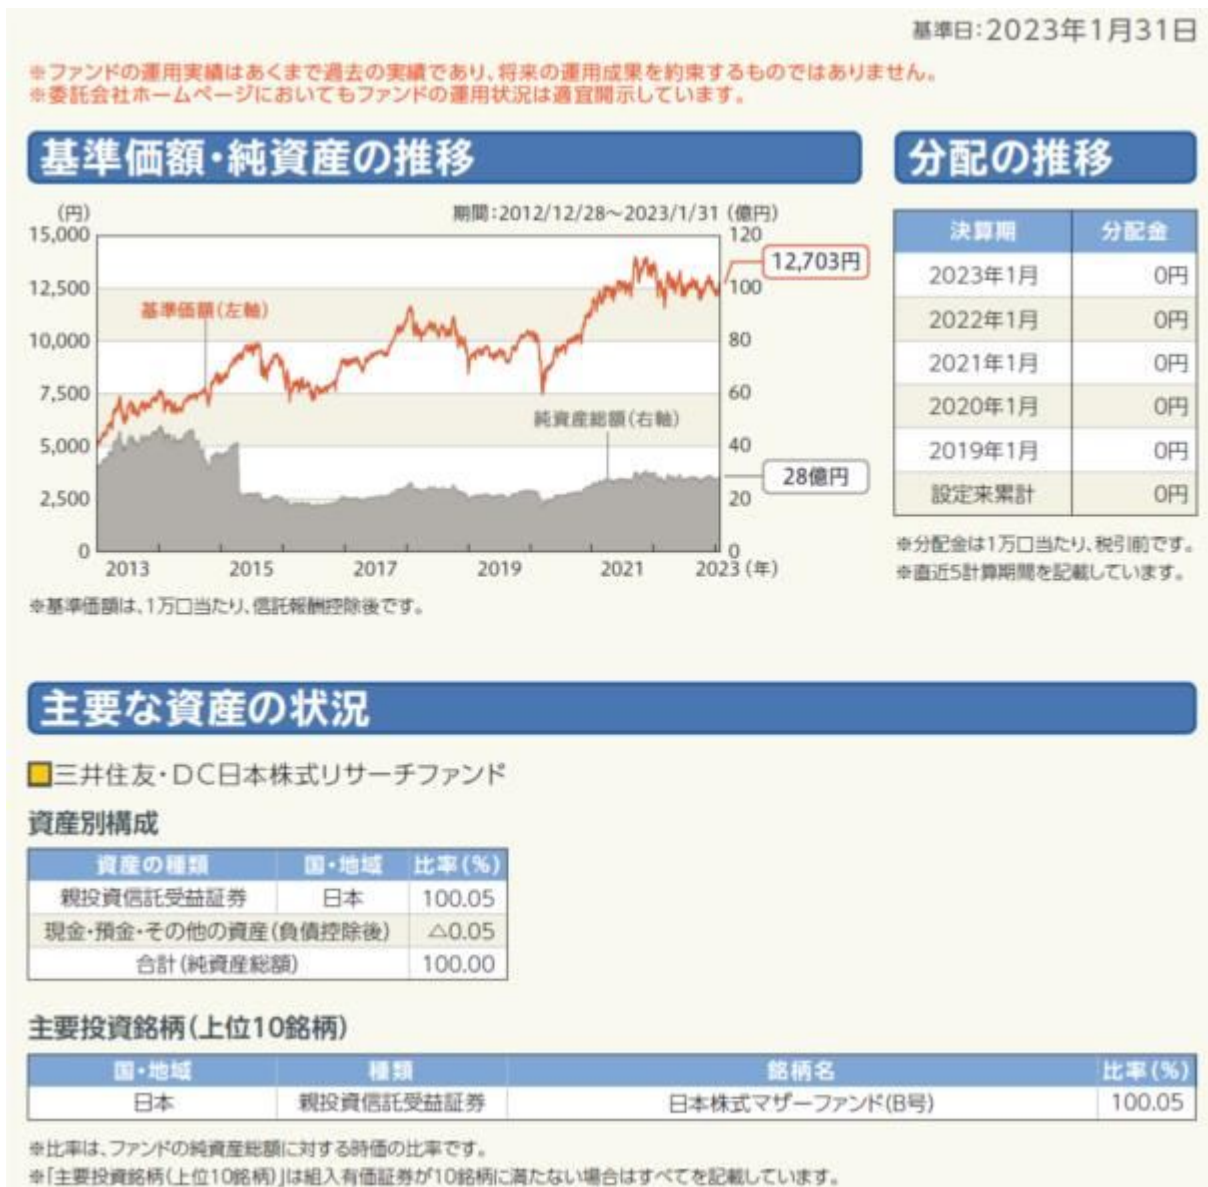 基準日:2023年1月31日
※ファンドの運用実績はあくまで過去の実績であり、将来の運用成果を約束するものではありません。
※委託会社ホームページにおいてもファンドの運用状況は適宜開示しています。
基準価額・純資産の推移
(円)
期間:2012/12/28～2023/1/31
(億円)
15,000
12,500
10,000
7,500
5,000
2,500
0
120
100
80
60
40
20
0
基準価額(左軸)
純資産総額(右軸)
12,703円
28億円
2013
2015
2017
2019
2021
2023
(年)
※基準価額は、1万口当たり、信託報酬控除後です。
分配の推移
決算期 分配金
2023年1月 0円
2022年1月 0円
2021年1月 0円
2020年1月 0円
2019年1月 0円
設定来累計 0円
※分配金は1万口当たり、税引前です。
※直近5計算期間を記載しています。
主要な資産の状況
三井住友・DC日本株式リサーチファンド
資産別構成
資産の種類 国・地域 比率(%)
親投資信託受益証券 日本 100.05
現金・預金・その他の資産(負債控除後) △0.05
合計(純資産総額) 100.00
主要投資銘柄(上位10銘柄)
国・地域 種類 銘柄名 比率(%)
日本 親投資信託受益証券 日本株式マザーファンド(B号) 100.05
※比率は、ファンドの純資産総額に対する時価の比率です。
※「主要投資銘柄(上位10銘柄)」は組入有価証券が10銘柄に満たない場合はすべてを記載しています。